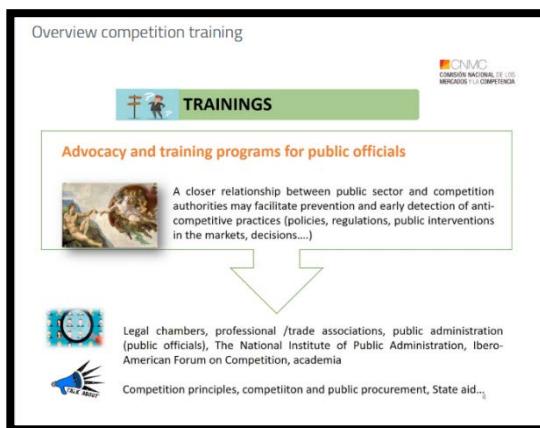 Overview competition training
CNMC
COMISIÓN NACIONAL DE LOS
MERCADOS Y LA COMPETENCIA
TRAININGS
Advocacy and training programs for public officials
A closer relationship between public sector and competition
authorities may facilitate prevention and early detection of anti-
competitive practices (policies, regulations, public interventions
in the markets, decisions....)
Legal chambers, professional /trade associations, public administration
(public officials), The National Institute of Public Administration, Ibero-
American Forum on Competition, academia
TALK ABOUT
Competition principles, competiiton and public procurement, State aid...